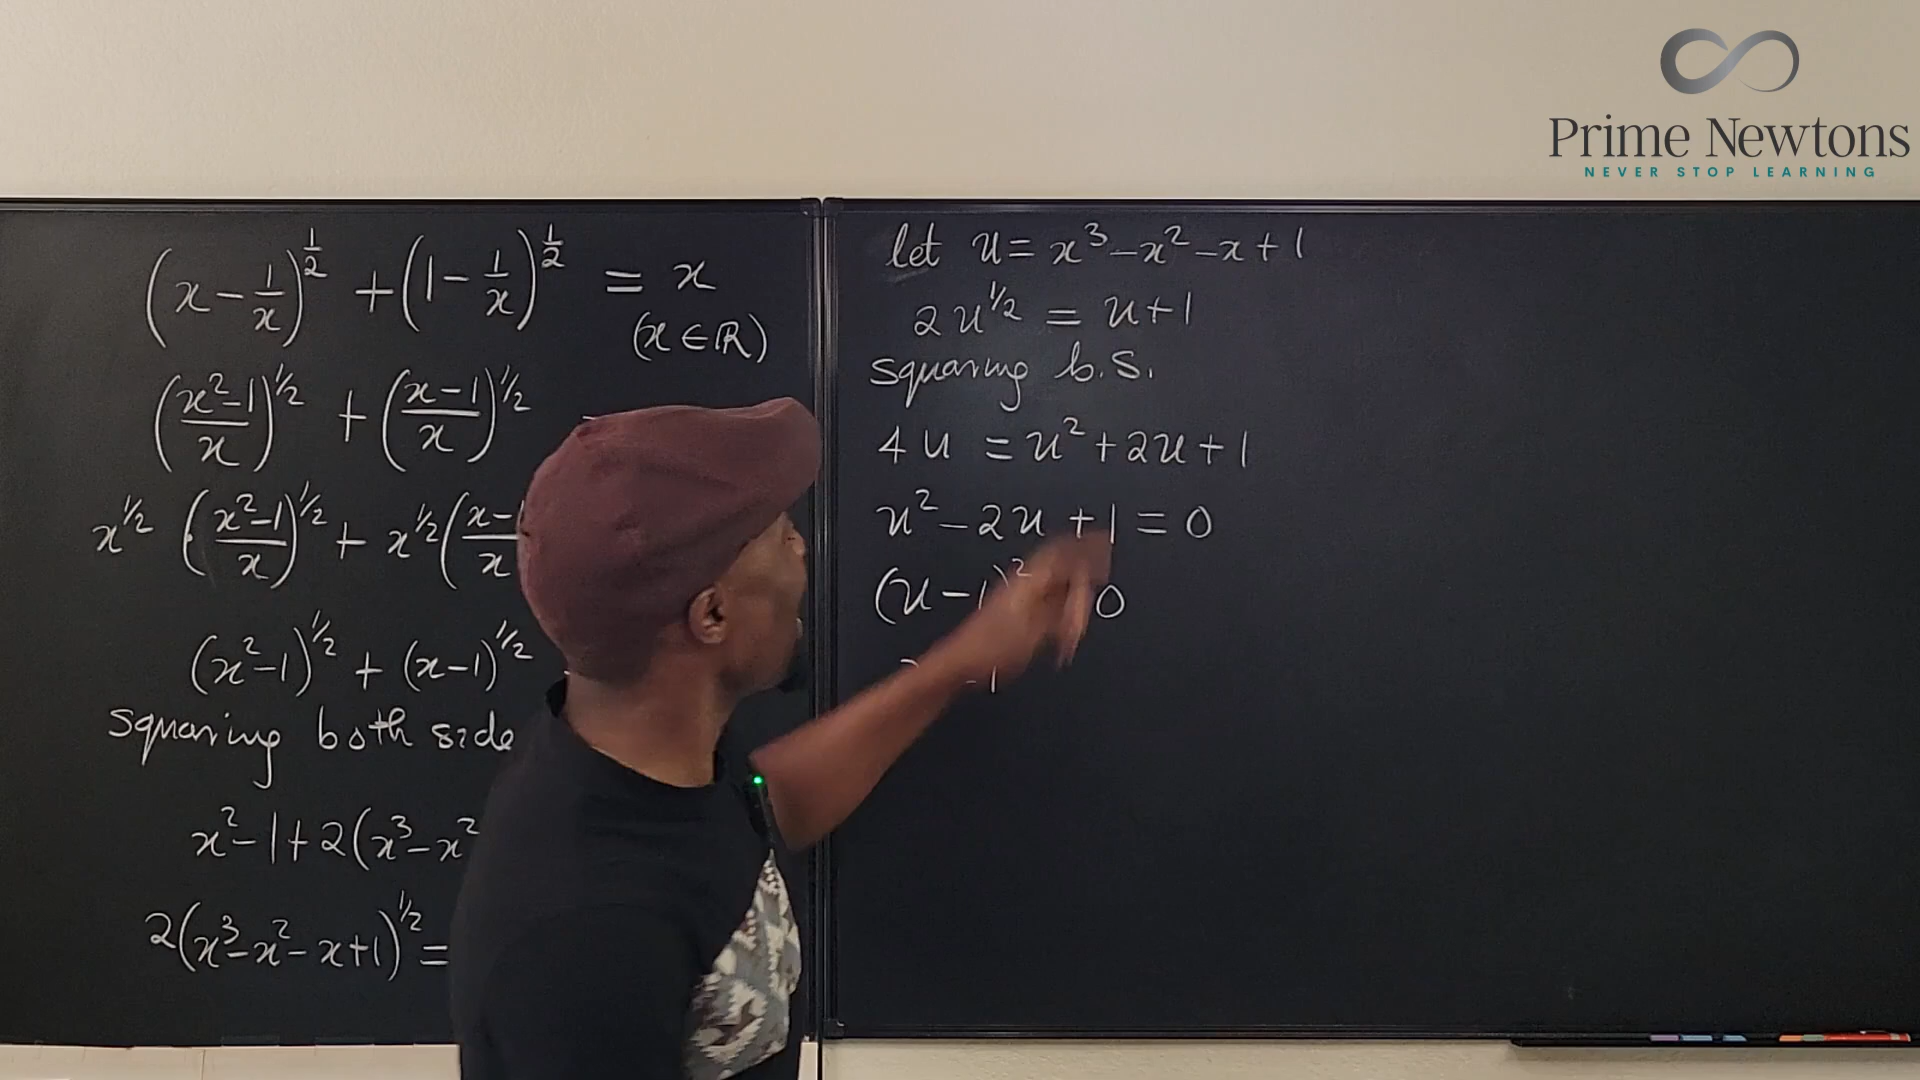 Prime Newtons
NEVER STOP LEARNING
(x - 1/x)^(1/2) + (1 - 1/x)^(1/2) = x
(x ∈ ℝ)
((x² - 1)/x)^(1/2) + ((x - 1)/x)^(1/2)
x^(1/2) ((x² - 1)/x)^(1/2) + x^(1/2) ((x -/x
(x² - 1)^(1/2) + (x - 1)^(1/2)
squaring both side
x² - 1 + 2(x³ - x²
2(x³ - x² - x + 1)^(1/2) =
let u = x³ - x² - x + 1
2u^(1/2) = u + 1
squaring b.s.
4u = u² + 2u + 1
u² - 2u + 1 = 0
(u - 1)² 0